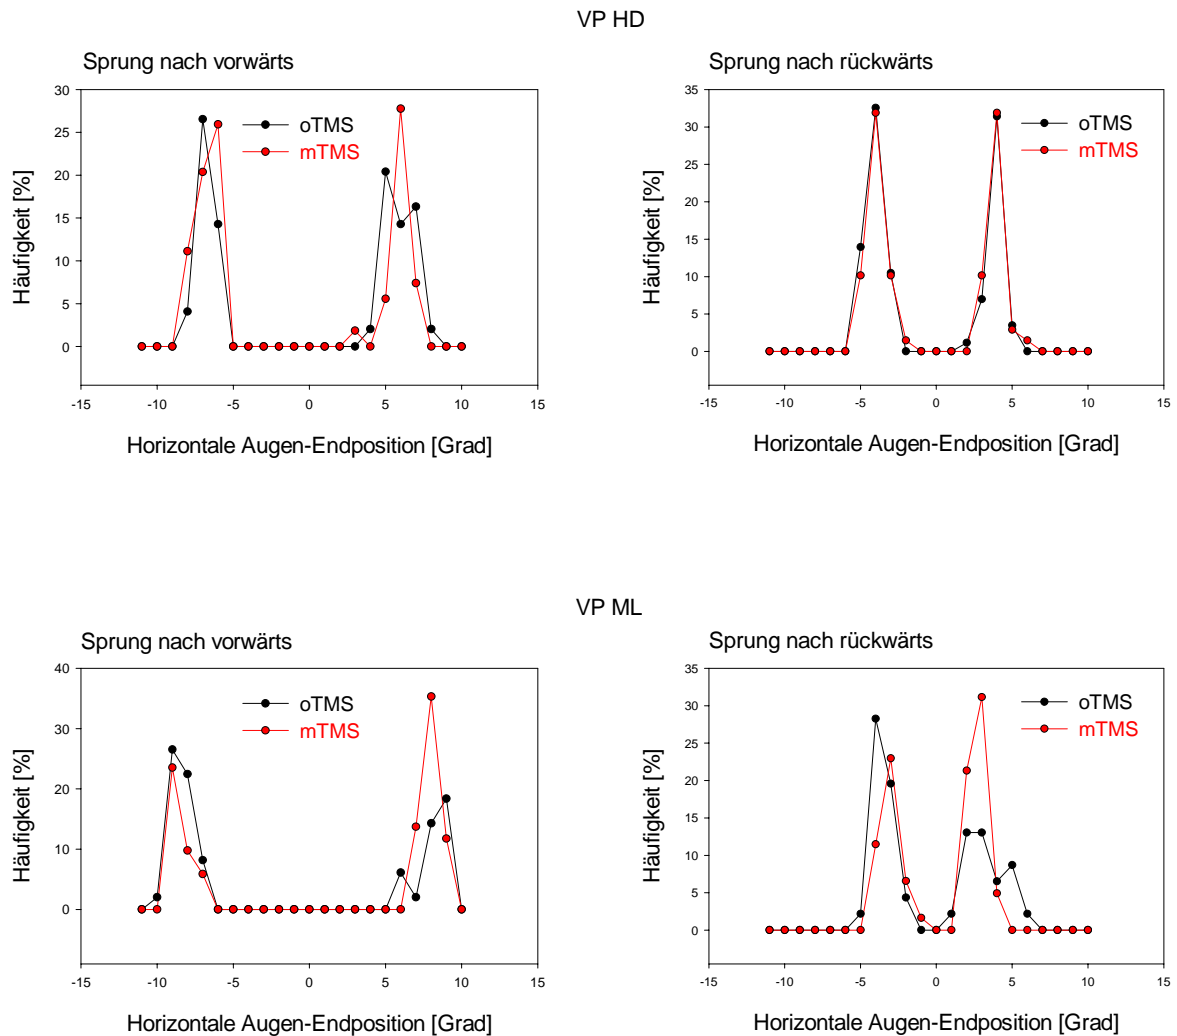 VP HD
Sprung nach vorwärts
30
25
20
15
10
5
0
Häufigkeit [%]
oTMS
mTMS
-15 -10 -5 0 5 10 15
Horizontale Augen-Endposition [Grad]
Sprung nach rückwärts
35
30
25
20
15
10
5
0
Häufigkeit [%]
oTMS
mTMS
-15 -10 -5 0 5 10 15
Horizontale Augen-Endposition [Grad]
VP ML
Sprung nach vorwärts
40
30
20
10
0
Häufigkeit [%]
oTMS
mTMS
-15 -10 -5 0 5 10 15
Horizontale Augen-Endposition [Grad]
Sprung nach rückwärts
35
30
25
20
15
10
5
0
Häufigkeit [%]
oTMS
mTMS
-15 -10 -5 0 5 10 15
Horizontale Augen-Endposition [Grad]